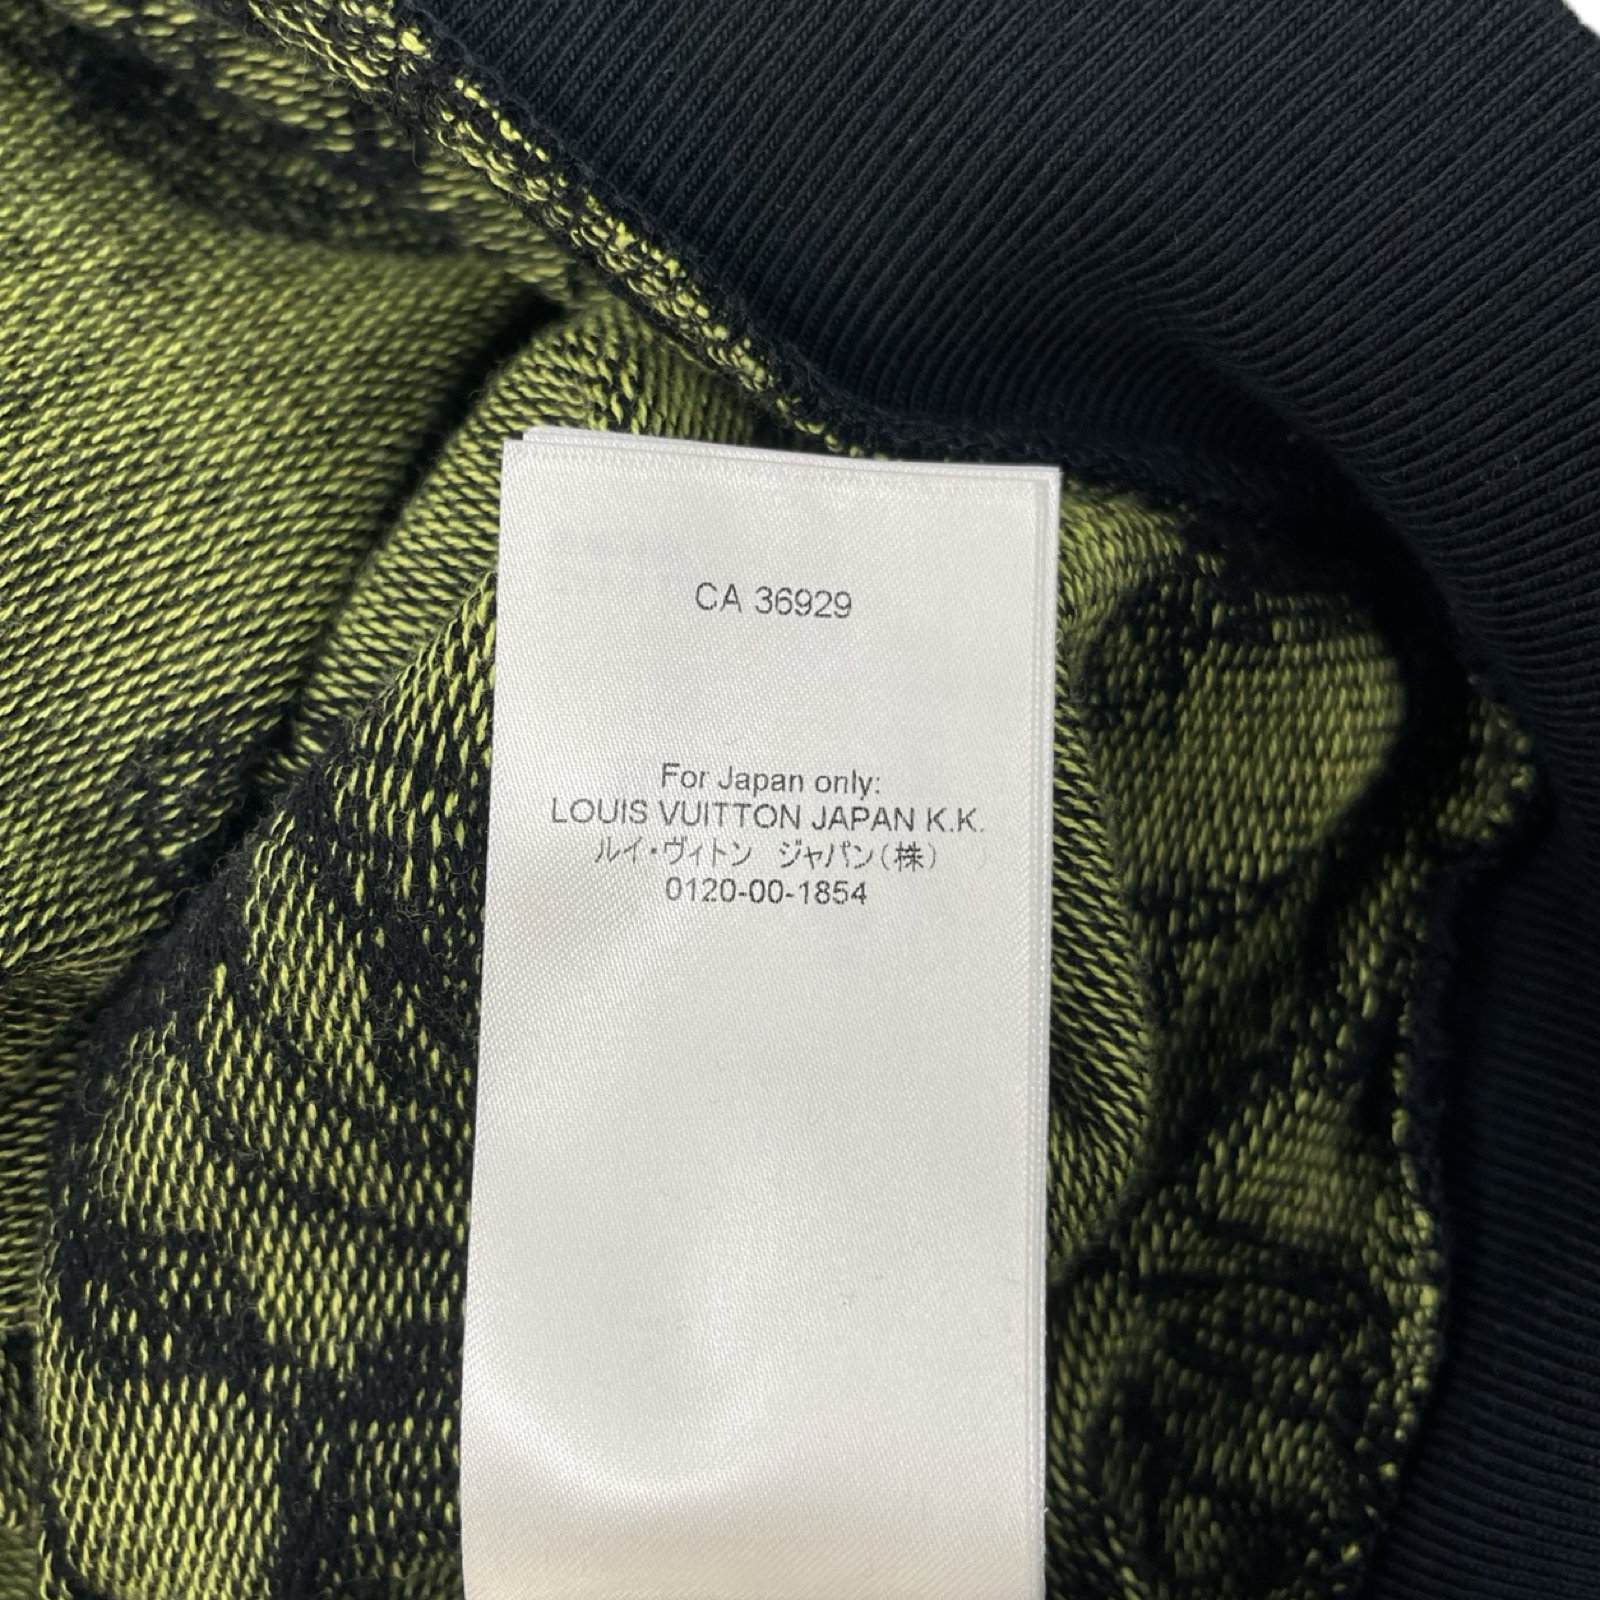 CA 36929
For Japan only:
LOUIS VUITTON JAPAN K.K.
ルイ・ヴィトン　ジャパン(株)
0120-00-1854